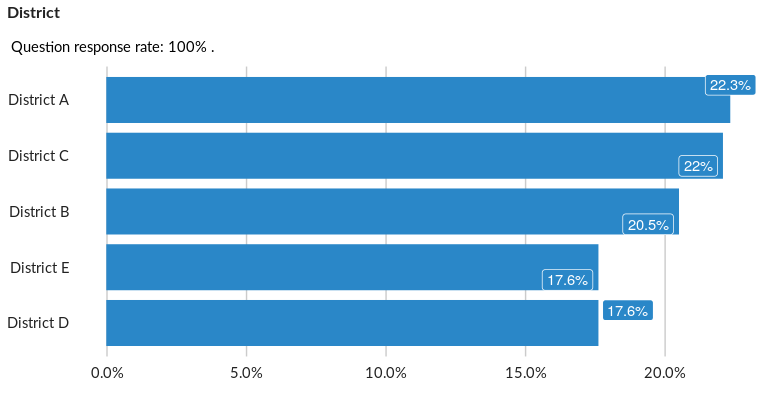 District
Question response rate: 100% .
District A
22.3%
District C
22%
District B
20.5%
District E
17.6%
District D
17.6%
0.0%
5.0%
10.0%
15.0%
20.0%